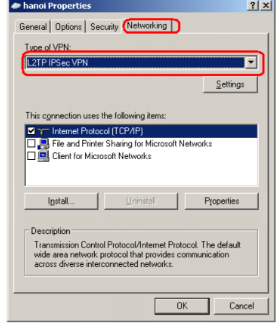 hanoi Properties
General Options Security Networking
Type of VPN:
L2TP IPSec VPN
Settings
This connection uses the following items:
Internet Protocol (TCP/IP)
File and Printer Sharing for Microsoft Networks
Client for Microsoft Networks
Install... Uninstall Properties
Description
Transmission Control Protocol/Internet Protocol. The default
wide area network protocol that provides communication
across diverse interconnected networks.
OK Cancel